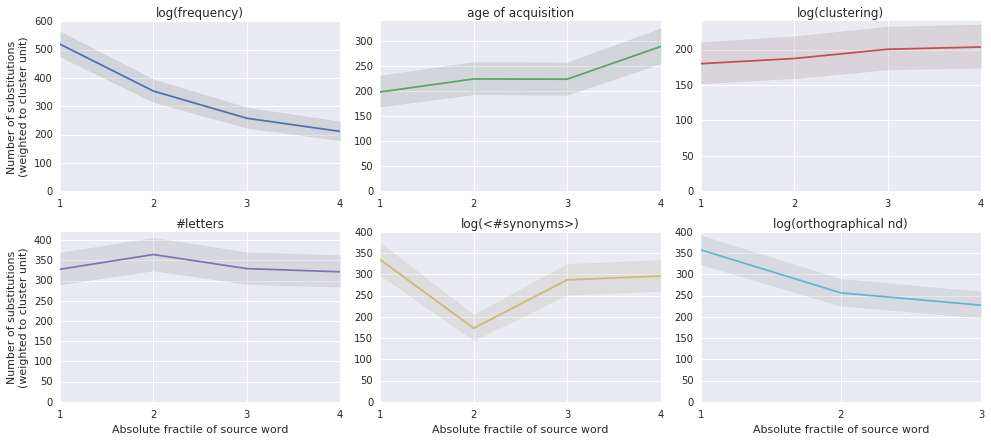 log(frequency)
age of acquisition
log(clustering)
Number of substitutions
(weighted to cluster unit)
600
500
400
300
200
100
0
1 2 3 4
300
250
200
150
100
50
0
1 2 3 4
200
150
100
50
0
1 2 3 4
#letters
log(<#synonyms>)
log(orthographical nd)
Number of substitutions
(weighted to cluster unit)
400
350
300
250
200
150
100
50
0
1 2 3 4
Absolute fractile of source word
400
350
300
250
200
150
100
50
0
1 2 3 4
Absolute fractile of source word
400
350
300
250
200
150
100
50
0
1 2 3
Absolute fractile of source word